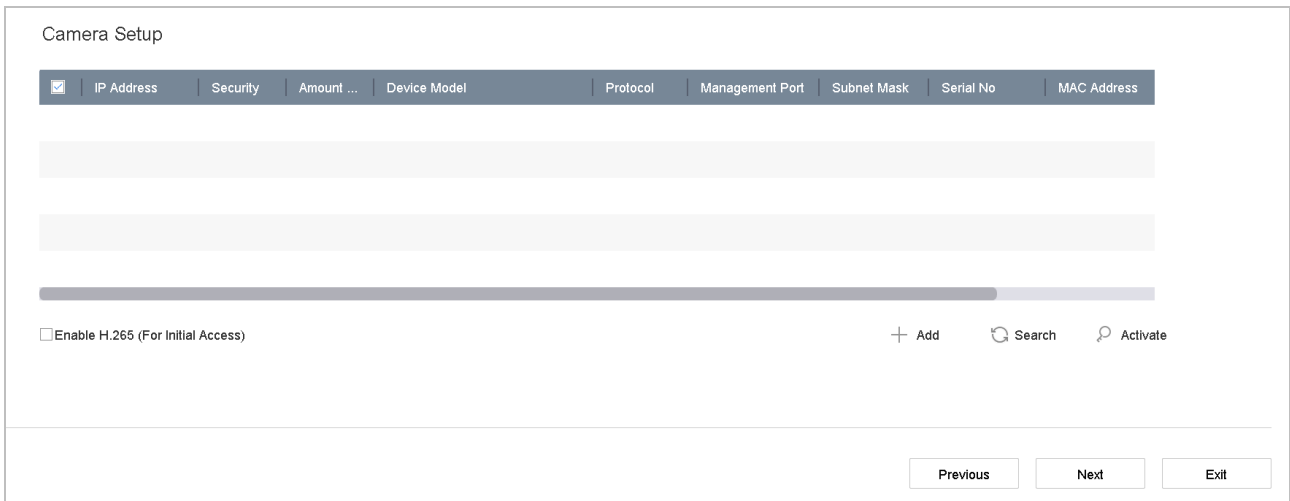 Camera Setup
IP Address Security Amount ... Device Model Protocol Management Port Subnet Mask Serial No MAC Address
Enable H.265 (For Initial Access) Add Search Activate
Previous Next Exit